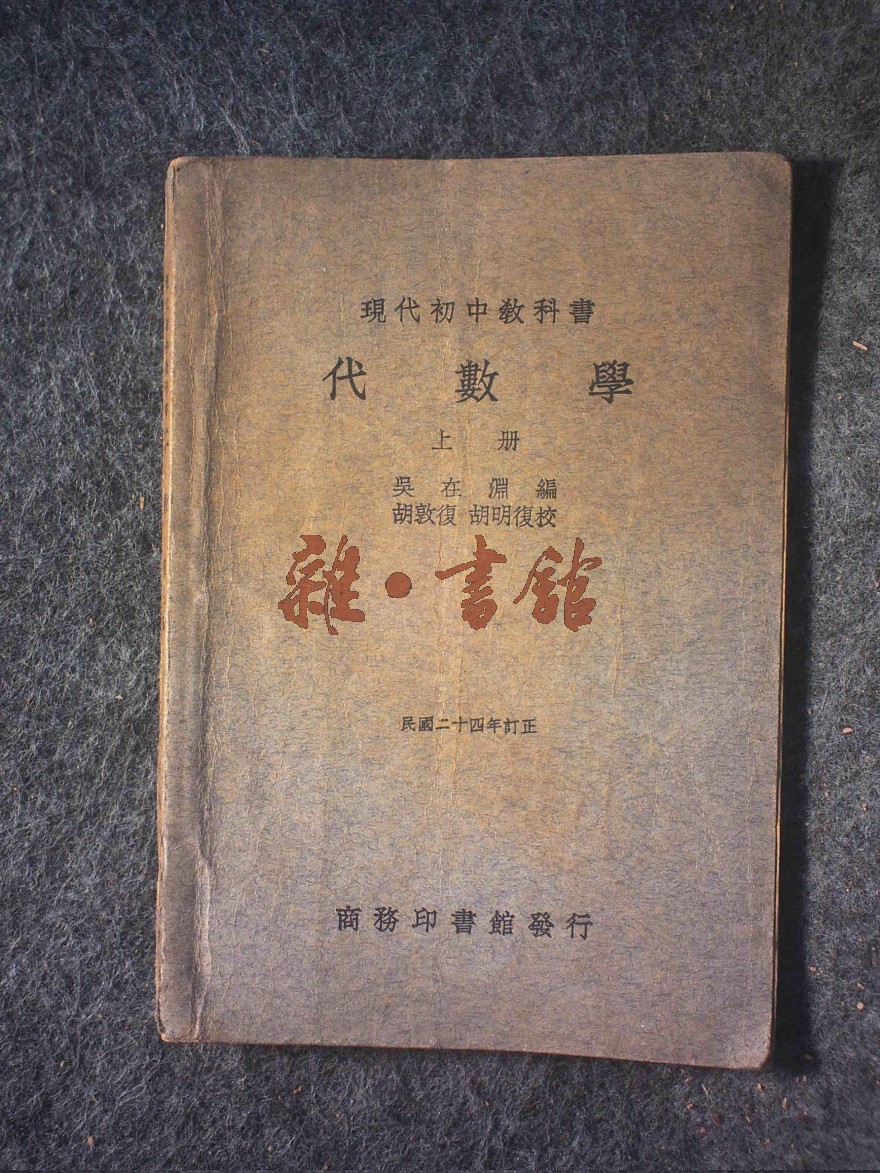 現代初中教科書
代數學
上册
吳在淵編
胡敦復 胡明復校
雜·書館
民國二十四年訂正
商務印書館發行